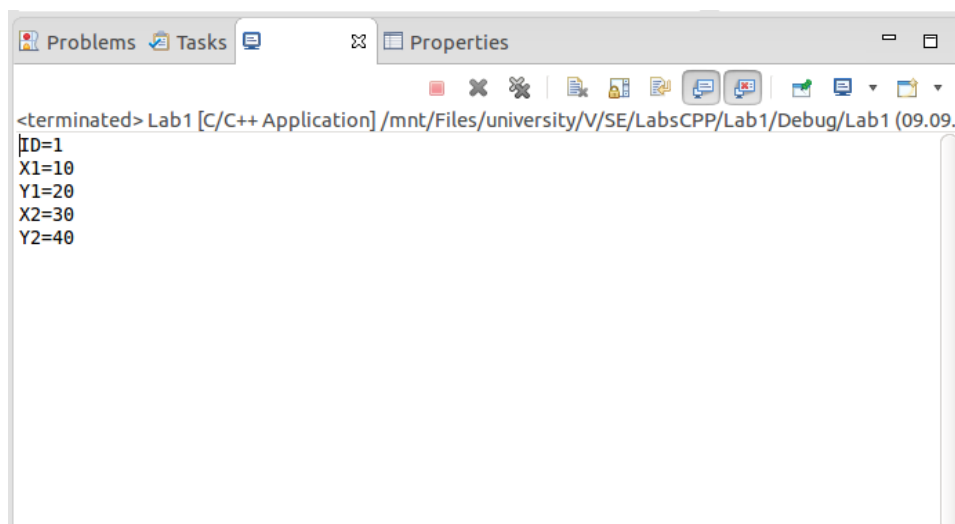 Problems Tasks Properties
<terminated> Lab1 [C/C++ Application] /mnt/Files/university/V/SE/LabsCPP/Lab1/Debug/Lab1 (09.09.
ID=1
X1=10
Y1=20
X2=30
Y2=40